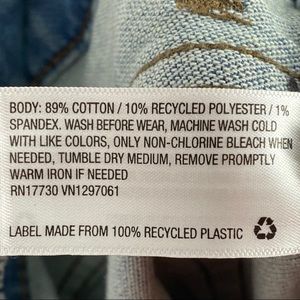 BODY: 89% COTTON / 10% RECYCLED POLYESTER / 1%
SPANDEX. WASH BEFORE WEAR, MACHINE WASH COLD
WITH LIKE COLORS, ONLY NON-CHLORINE BLEACH WHEN
NEEDED, TUMBLE DRY MEDIUM, REMOVE PROMPTLY
WARM IRON IF NEEDED
RN17730 VN1297061
LABEL MADE FROM 100% RECYCLED PLASTIC